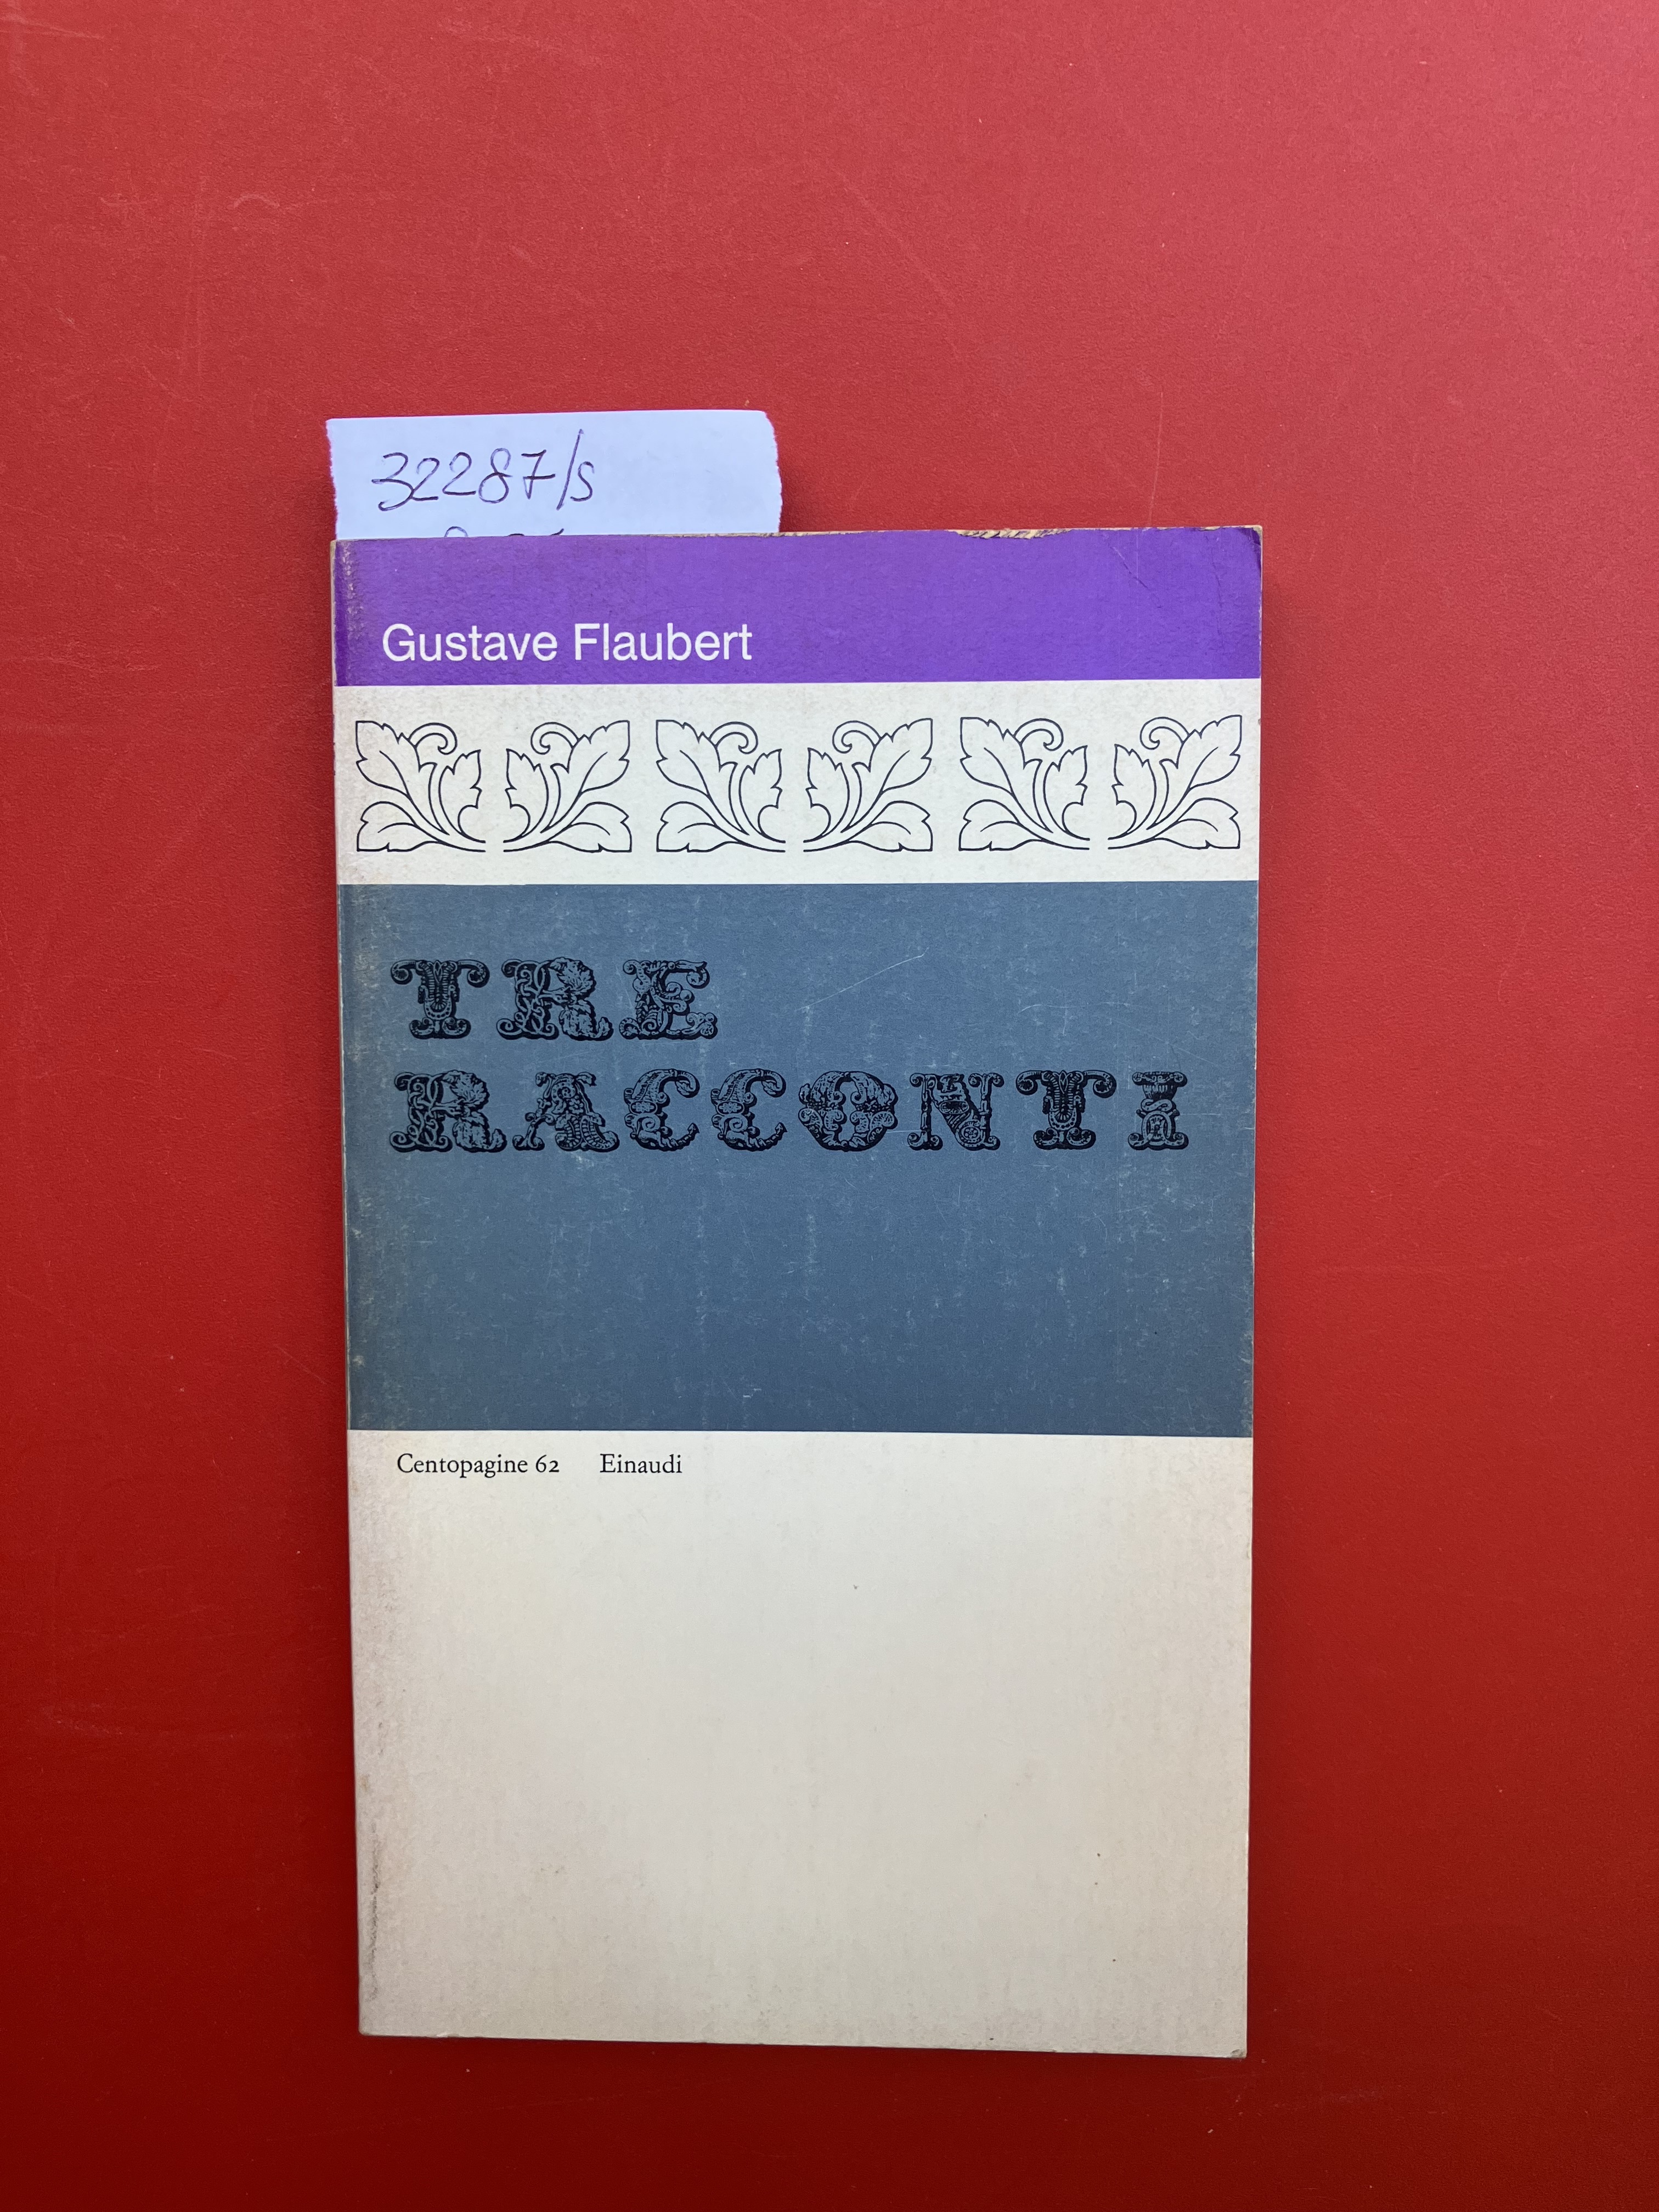 32287/s
Gustave Flaubert
TRE
RACCONTI
Centopagine 62 Einaudi